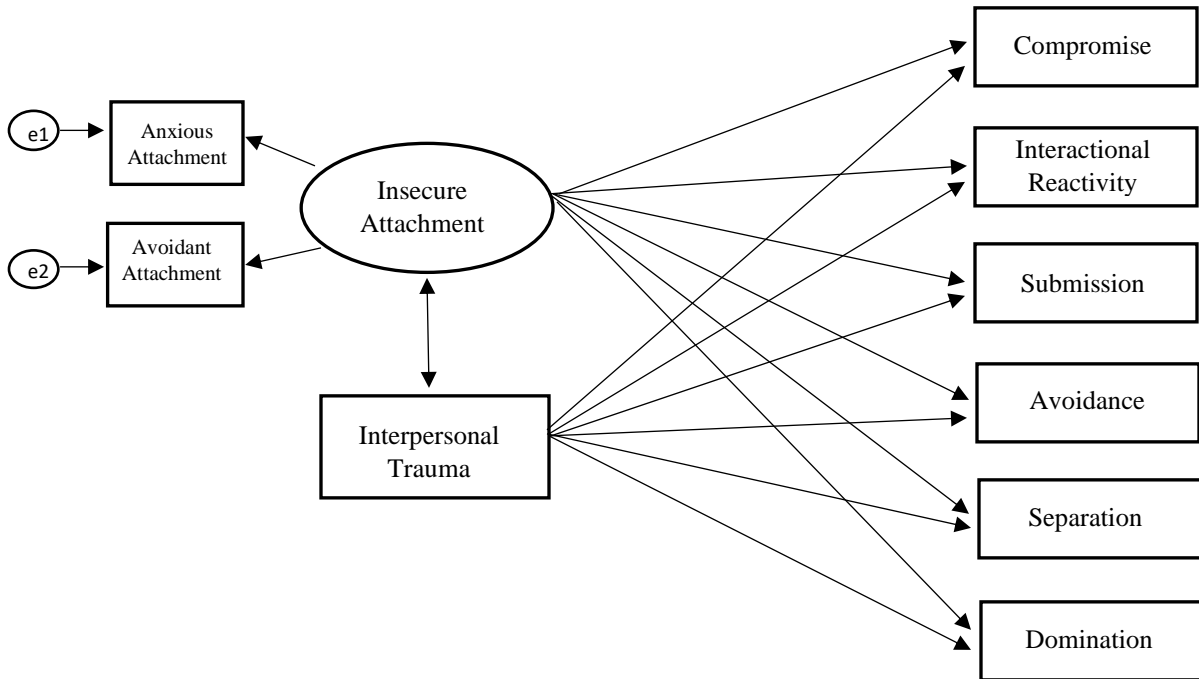 e1
Anxious
Attachment
e2
Avoidant
Attachment
Insecure
Attachment
Interpersonal
Trauma
Compromise
Interactional
Reactivity
Submission
Avoidance
Separation
Domination